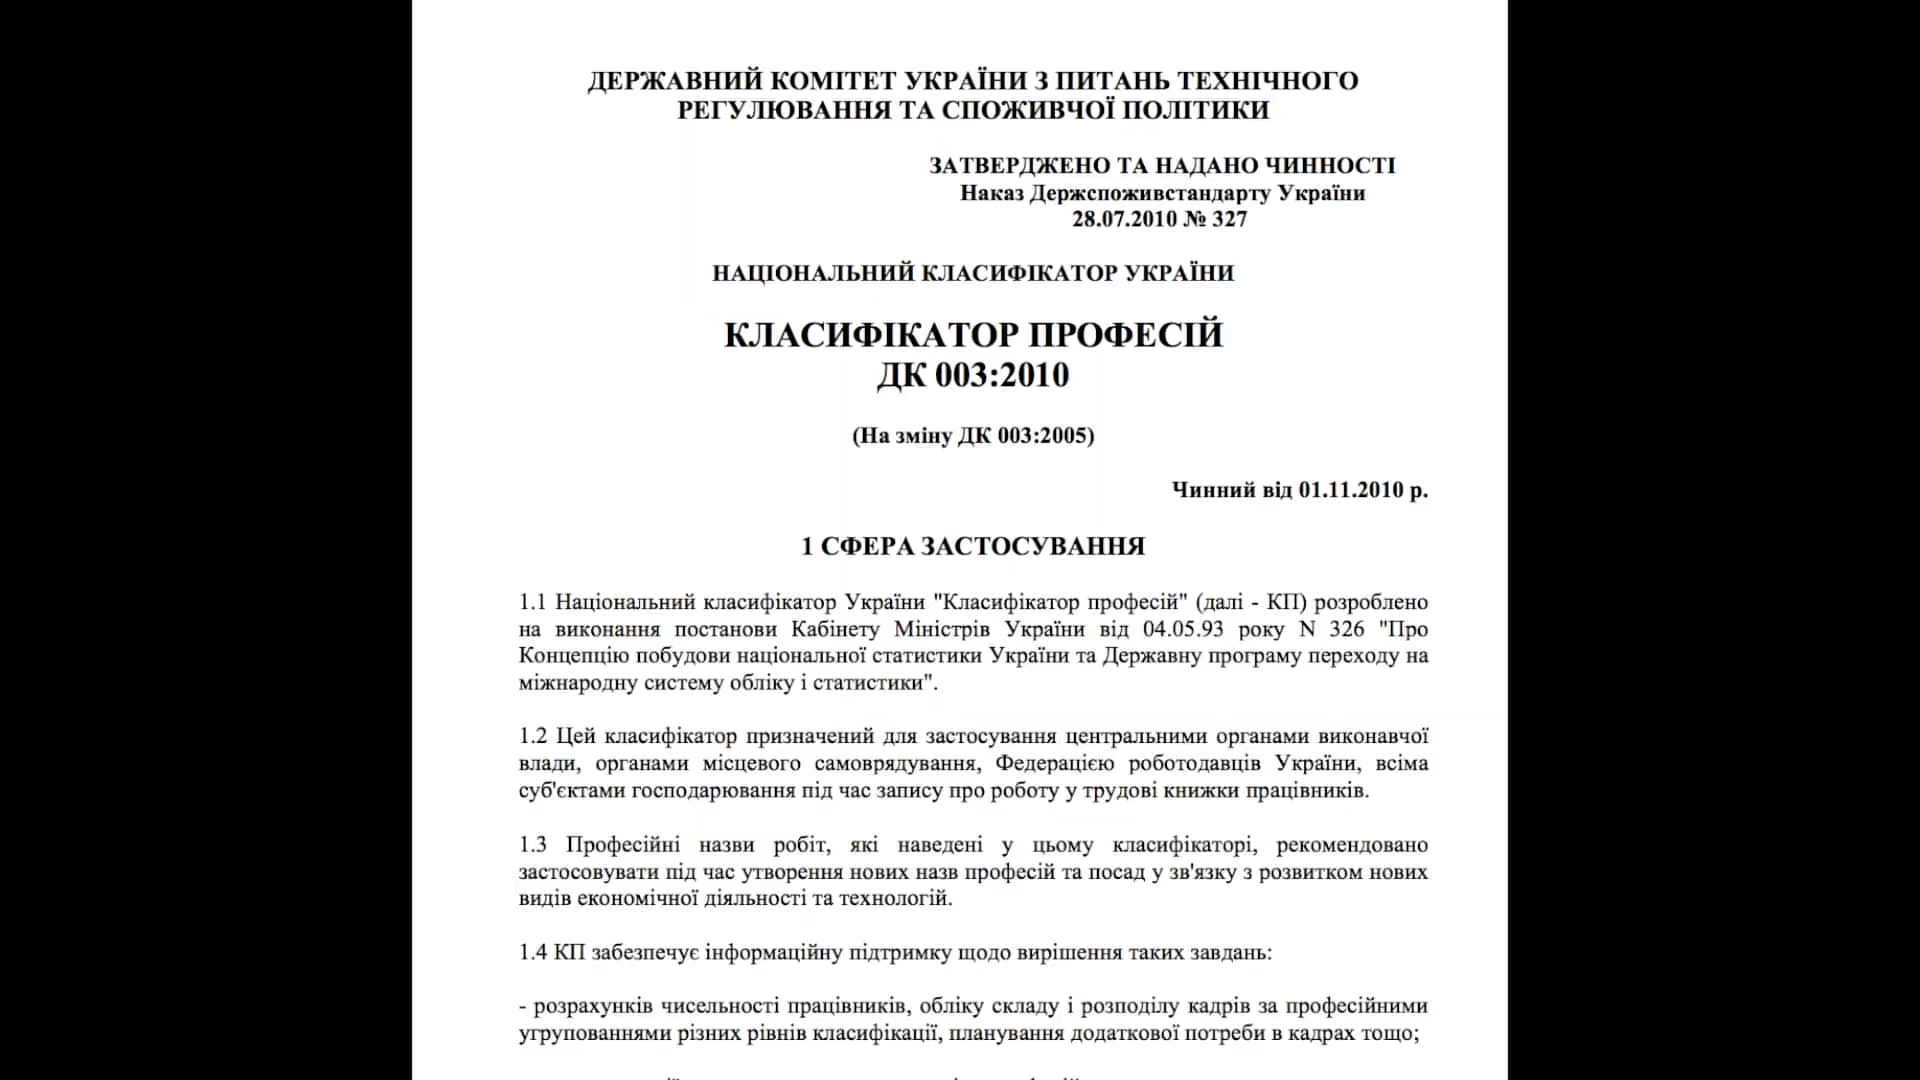 ДЕРЖАВНИЙ КОМІТЕТ УКРАЇНИ З ПИТАНЬ ТЕХНІЧНОГО
РЕГУЛЮВАННЯ ТА СПОЖИВЧОЇ ПОЛІТИКИ
ЗАТВЕРДЖЕНО ТА НАДАНО ЧИННОСТІ
Наказ Держспоживстандарту України
28.07.2010 № 327
НАЦІОНАЛЬНИЙ КЛАСИФІКАТОР УКРАЇНИ
КЛАСИФІКАТОР ПРОФЕСІЙ
ДК 003:2010
(На зміну ДК 003:2005)
Чинний від 01.11.2010 р.
1 СФЕРА ЗАСТОСУВАННЯ
1.1 Національний класифікатор України "Класифікатор професій" (далі - КП) розроблено
на виконання постанови Кабінету Міністрів України від 04.05.93 року N 326 "Про
Концепцію побудови національної статистики України та Державну програму переходу на
міжнародну систему обліку і статистики".
1.2 Цей класифікатор призначений для застосування центральними органами виконавчої
влади, органами місцевого самоврядування, Федерацією роботодавців України, всіма
суб'єктами господарювання під час запису про роботу у трудові книжки працівників.
1.3 Професійні назви робіт, які наведені у цьому класифікаторі, рекомендовано
застосовувати під час утворення нових назв професій та посад у зв'язку з розвитком нових
видів економічної діяльності та технологій.
1.4 КП забезпечує інформаційну підтримку щодо вирішення таких завдань:
- розрахунків чисельності працівників, обліку складу і розподілу кадрів за професійними
угрупованнями різних рівнів класифікації, планування додаткової потреби в кадрах тощо;